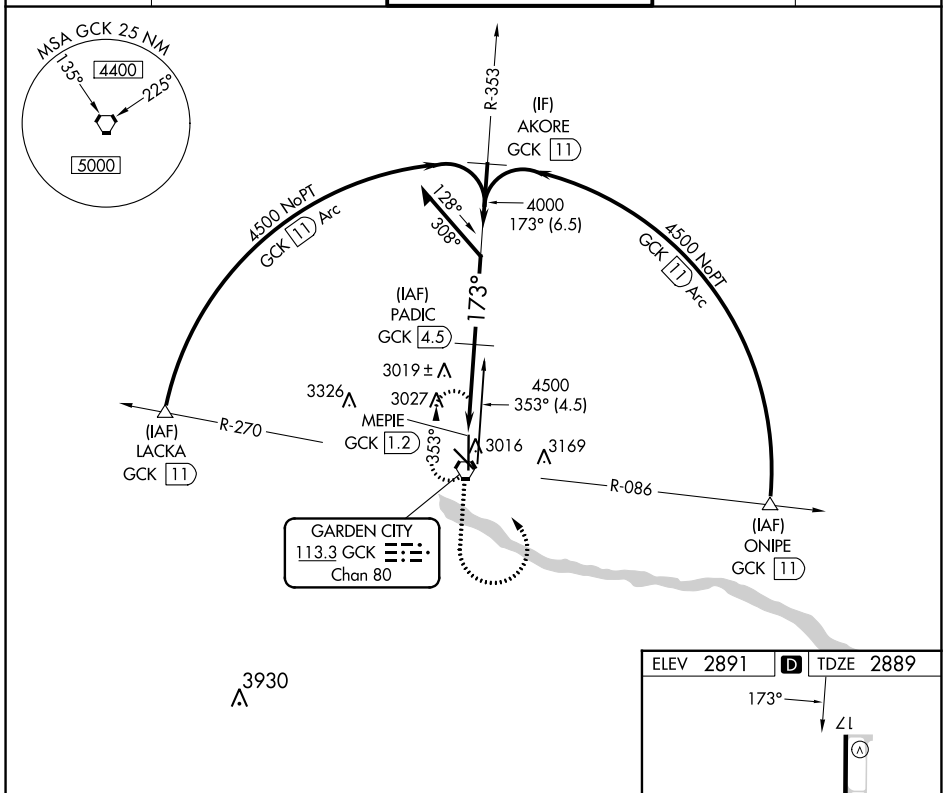 MSA GCK 25 NM
135°
4400
225°
5000
R-353
(IF)
AKORE
GCK 11
4500 NoPT
GCK 11 Arc
128°
308°
4000
173° (6.5)
4500 NoPT
GCK 11 Arc
173°
(IAF)
PADIC
GCK 4.5
3019 ±
3326
3027
4500
353° (4.5)
MEPIE
GCK 1.2
353°
3016
3169
R-270
(IAF)
LACKA
GCK 11
R-086
(IAF)
ONIPE
GCK 11
GARDEN CITY
113.3 GCK
Chan 80
3930
ELEV 2891 D TDZE 2889
173°
17
V